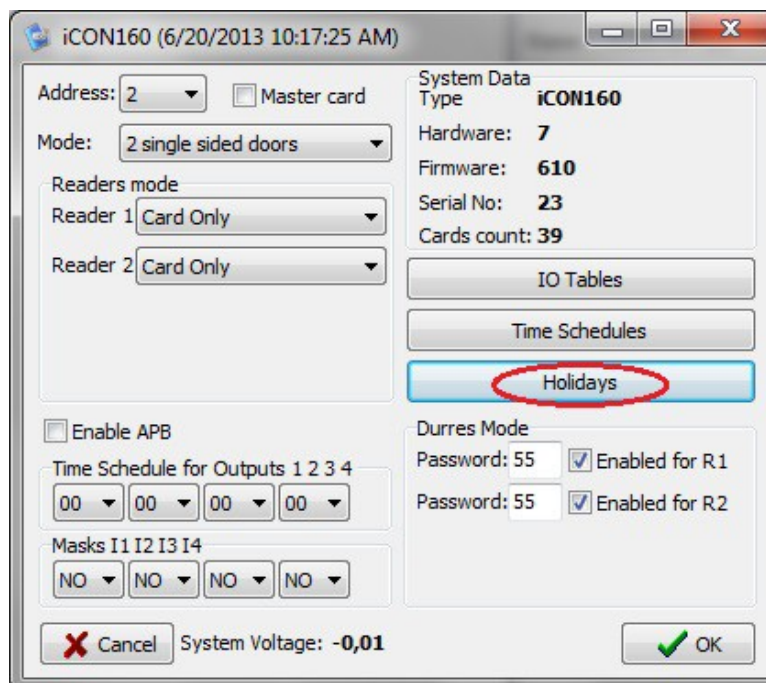 iCON160 (6/20/2013 10:17:25 AM)
Address: 2 Master card
Mode: 2 single sided doors
Readers mode
Reader 1 Card Only
Reader 2 Card Only
System Data
Type iCON160
Hardware: 7
Firmware: 610
Serial No: 23
Cards count: 39
IO Tables
Time Schedules
Holidays
Enable APB
Time Schedule for Outputs 1 2 3 4
00 00 00 00
Masks I1 I2 I3 I4
NO NO NO NO
Durres Mode
Password: 55 Enabled for R1
Password: 55 Enabled for R2
Cancel System Voltage: -0,01 OK